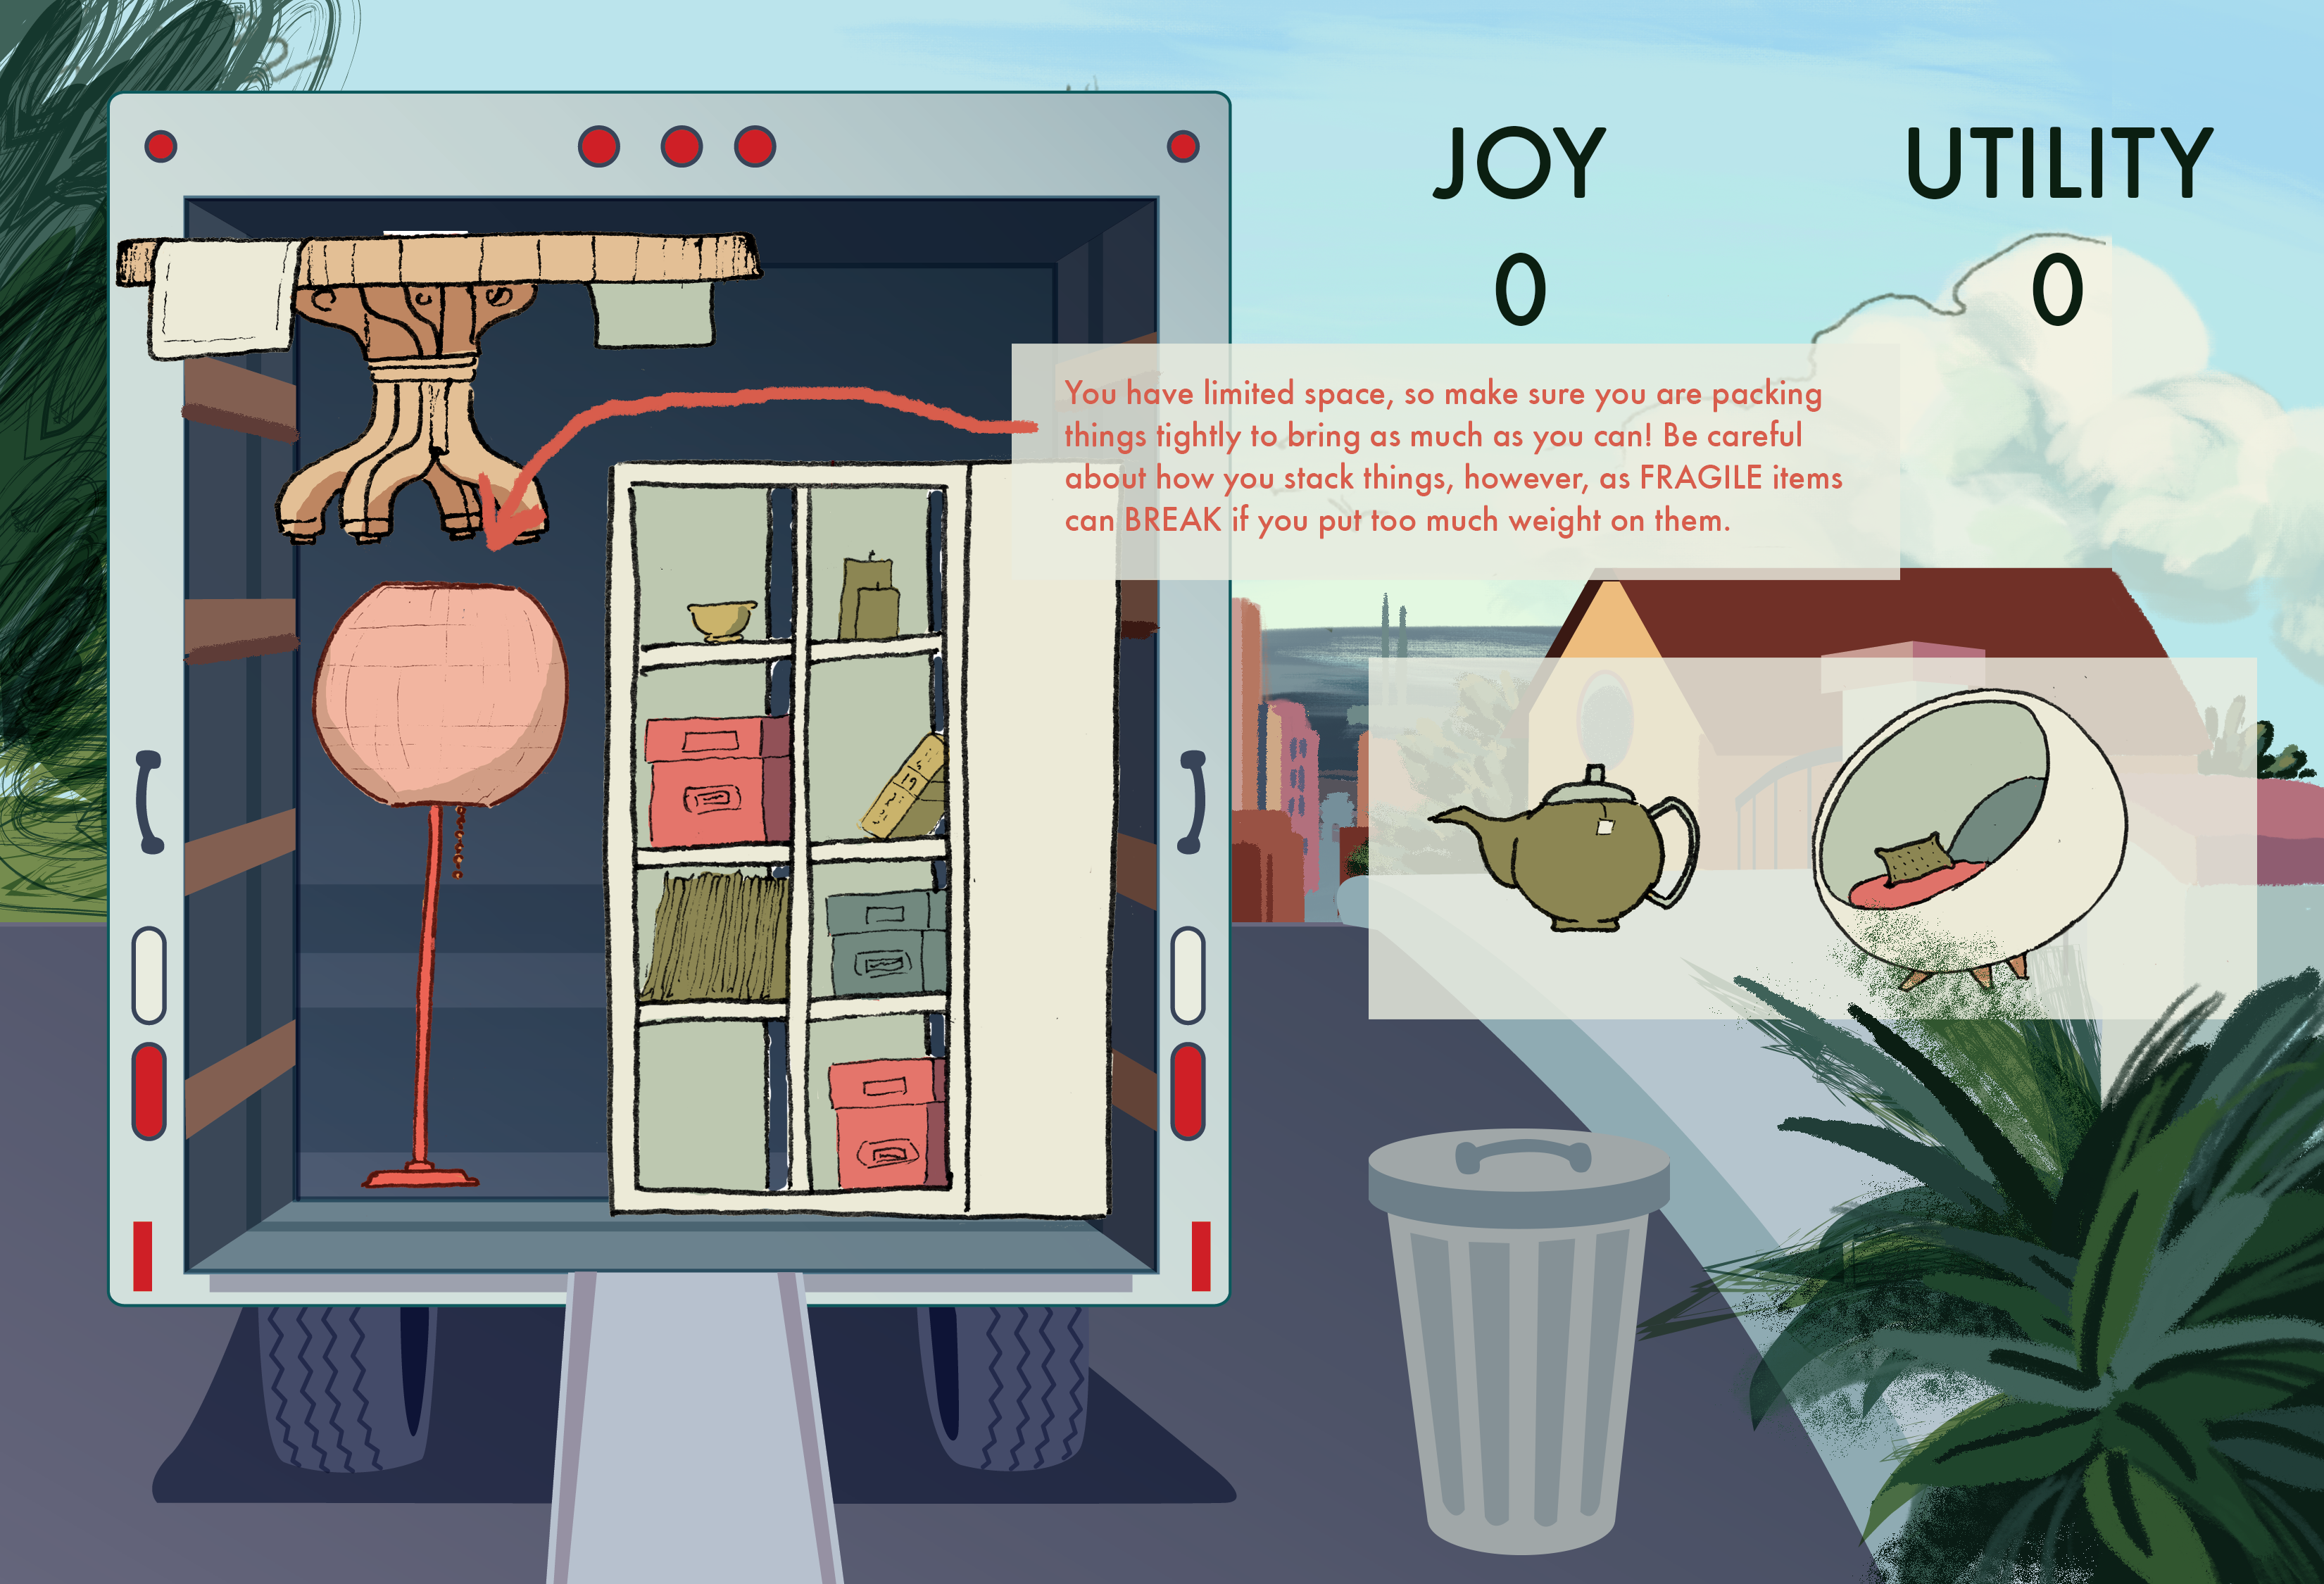 JOY
UTILITY
0
0
You have limited space, so make sure you are packing
things tightly to bring as much as you can! Be careful
about how you stack things, however, as FRAGILE items
can BREAK if you put too much weight on them.